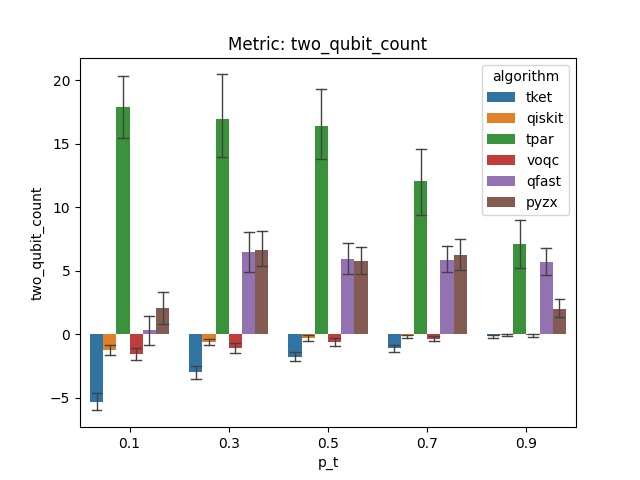 Metric: two_qubit_count
two_qubit_count
20
15
10
5
0
−5
algorithm
tket
qiskit
tpar
voqc
qfast
pyzx
0.1 0.3 0.5 0.7 0.9
p_t